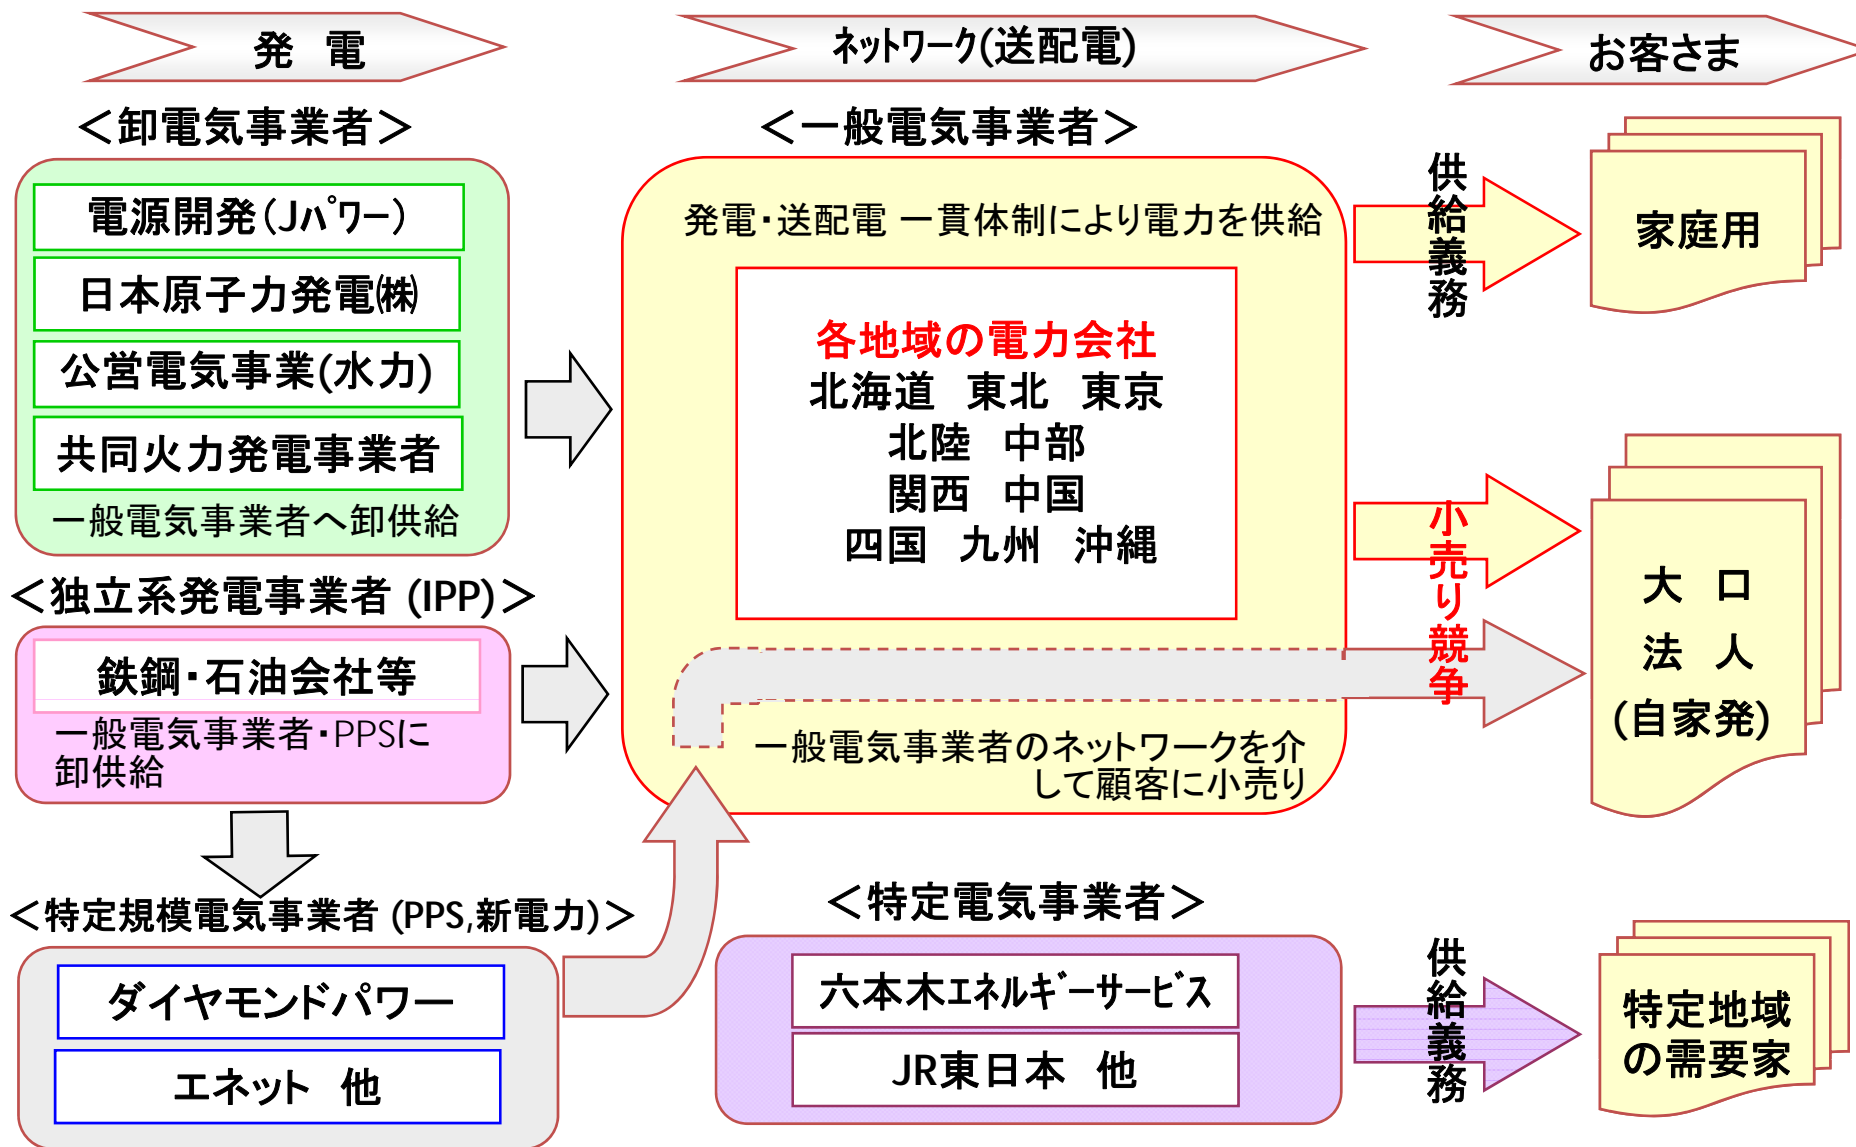 発 電
ネットワーク(送配電)
お客さま
＜卸電気事業者＞
電源開発(Jパワー)
日本原子力発電㈱
公営電気事業(水力)
共同火力発電事業者
一般電気事業者へ卸供給
＜独立系発電事業者 (IPP)＞
鉄鋼・石油会社等
一般電気事業者・PPSに
卸供給
＜特定規模電気事業者 (PPS,新電力)＞
ダイヤモンドパワー
エネット 他
＜一般電気事業者＞
発電・送配電 一貫体制により電力を供給
各地域の電力会社
北海道 東北 東京
北陸 中部
関西 中国
四国 九州 沖縄
一般電気事業者のネットワークを介
して顧客に小売り
＜特定電気事業者＞
六本木エネルギーサービス
JR東日本 他
供給義務
家庭用
小売り競争
大 口
法 人
(自家発)
供給義務
特定地域
の需要家